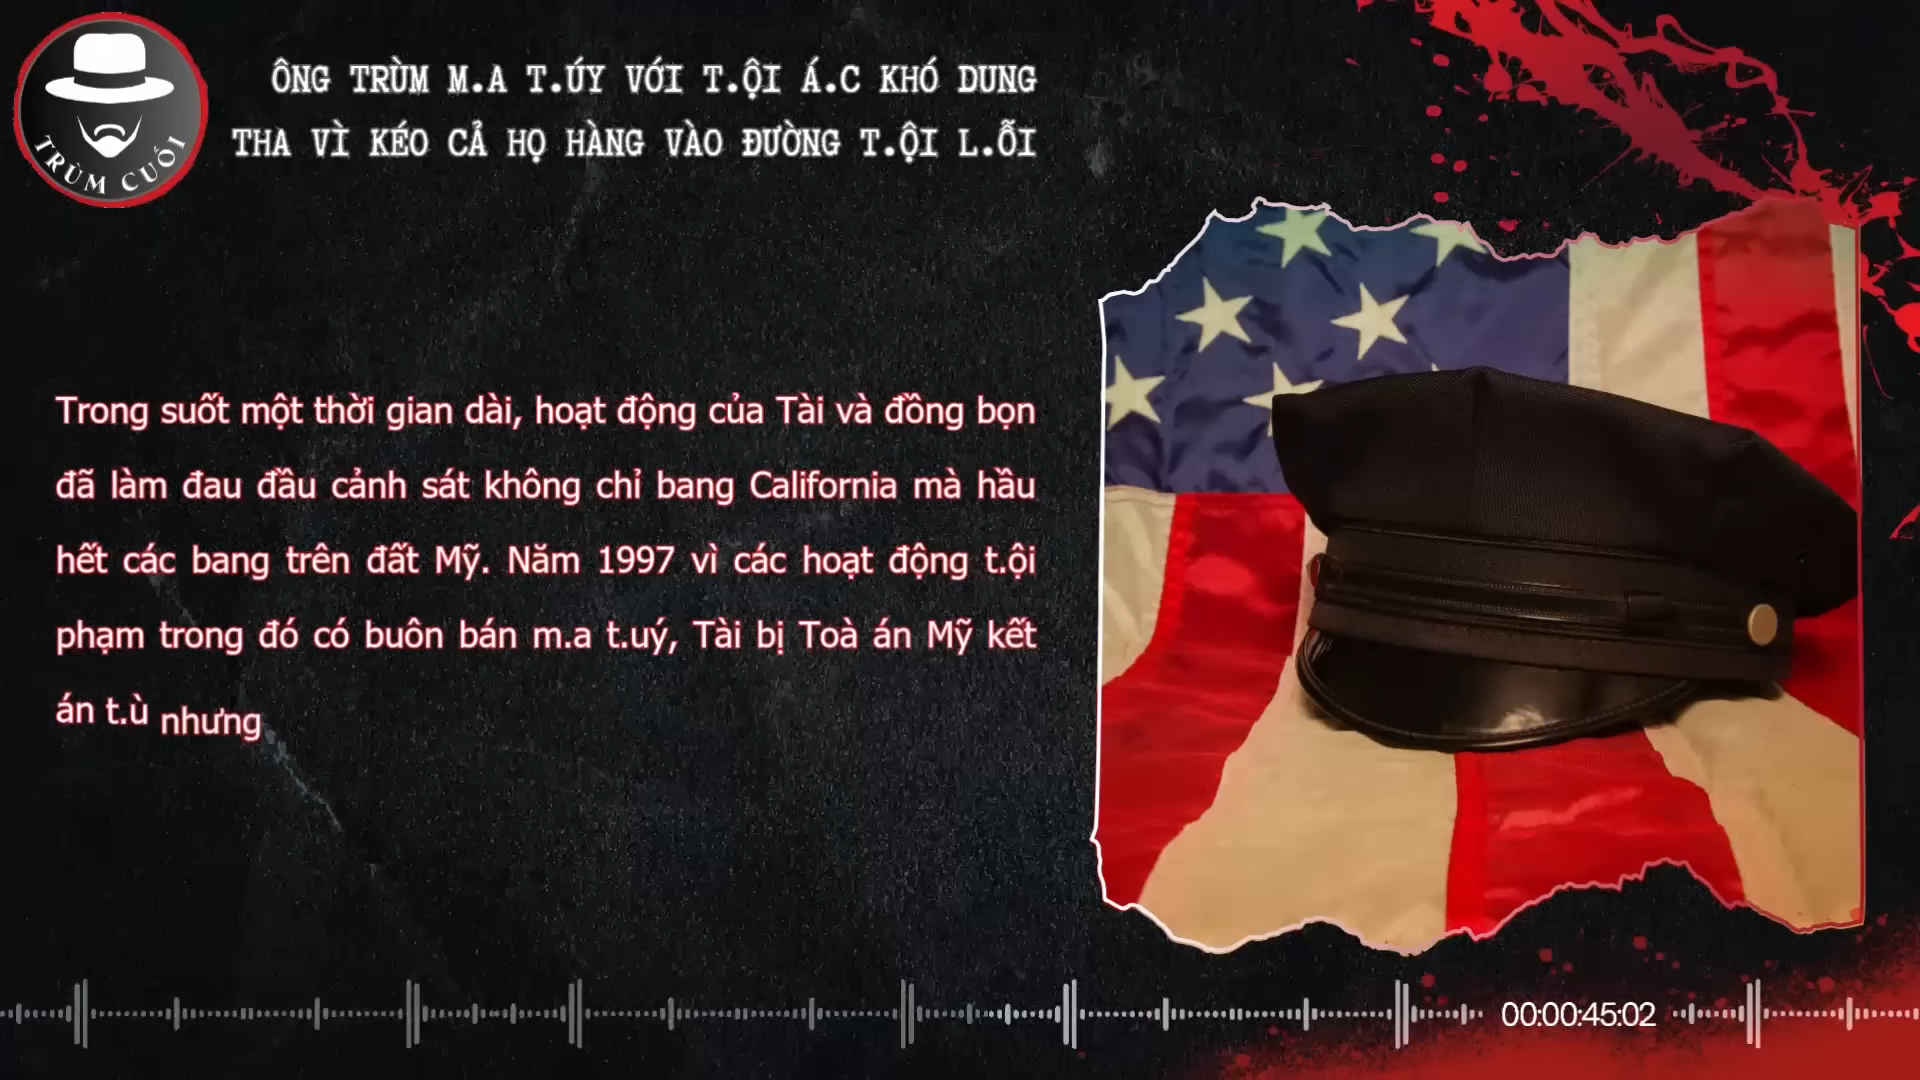 TRÙM CUỐI
ÔNG TRÙM M.A T.ÚY VỚI T.ỘI Á.C KHÓ DUNG
THA VÌ KÉO CẢ HỌ HÀNG VÀO ĐƯỜNG T.ỘI L.ỖI
Trong suốt một thời gian dài, hoạt động của Tài và đồng bọn
đã làm đau đầu cảnh sát không chỉ bang California mà hầu
hết các bang trên đất Mỹ. Năm 1997 vì các hoạt động t.ội
phạm trong đó có buôn bán m.a t.uý, Tài bị Toà án Mỹ kết
án t.ù nhưng
00:00:45:02